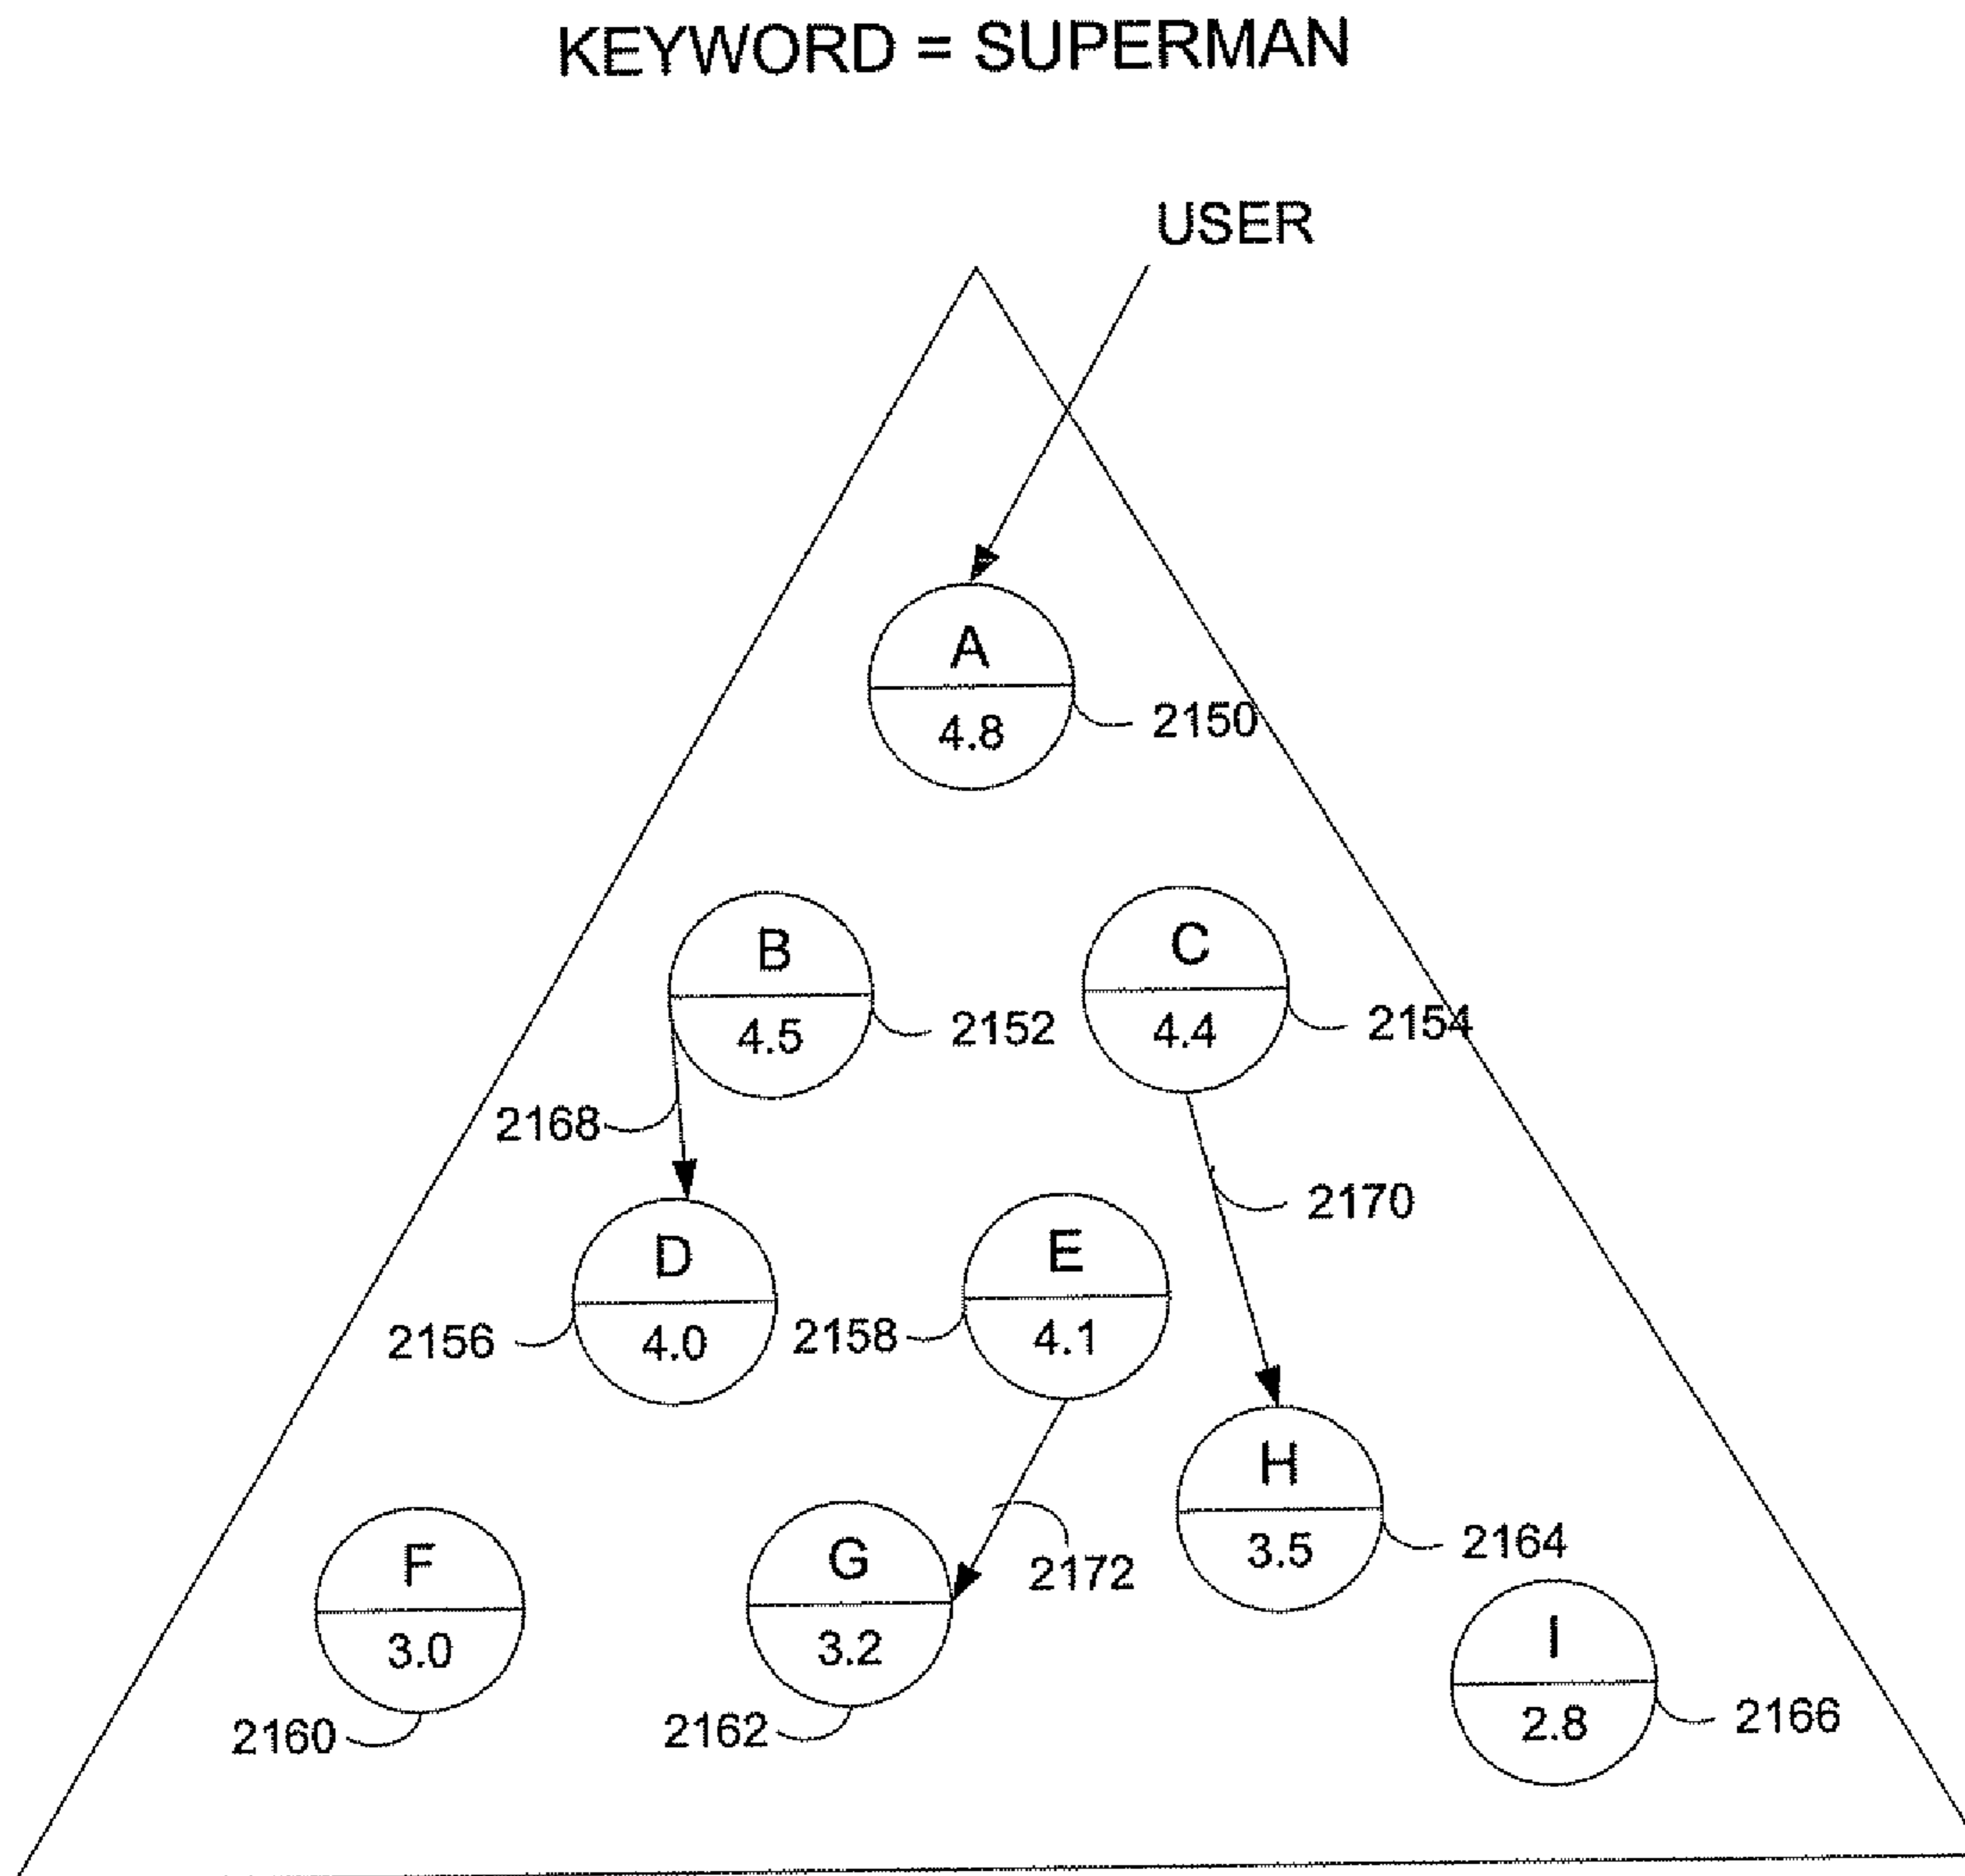 KEYWORD = SUPERMAN
USER
A
4.8
2150
B
4.5
2152
C
4.4
2154
2168
2170
D
4.0
2156
E
4.1
2158
H
3.5
2164
2172
F
3.0
2160
G
3.2
2162
I
2.8
2166